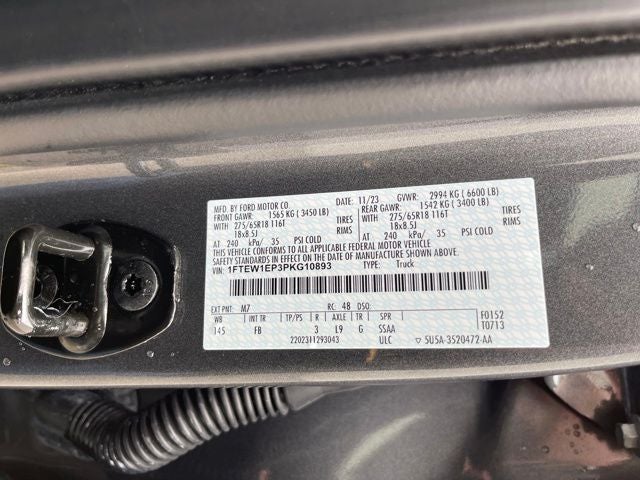 MFD. BY FORD MOTOR CO. DATE: 11/23 GVWR: 2994 KG ( 6600 LB)
FRONT GAWR: 1565 KG ( 3450 LB) REAR GAWR: 1542 KG ( 3400 LB)
WITH 275/65R18 116T TIRES WITH 275/65R18 116T TIRES
18x8.5J RIMS 18x8.5J RIMS
AT 240 kPa/ 35 PSI COLD AT 240 kPa/ 35 PSI COLD
THIS VEHICLE CONFORMS TO ALL APPLICABLE FEDERAL MOTOR VEHICLE
SAFETY STANDARDS IN EFFECT ON THE DATE OF MANUFACTURE SHOWN ABOVE.
1FTEW1EP3PKG10893 TYPE: Truck
EXT PNT: M7 RC: 48 DSO:
WB INT TR TP/PS R AXLE TR SPR F0152
145 FB 3 L9 G SSAA T0713
2202311293043 ULC ▽ 5U5A-3520472-AA